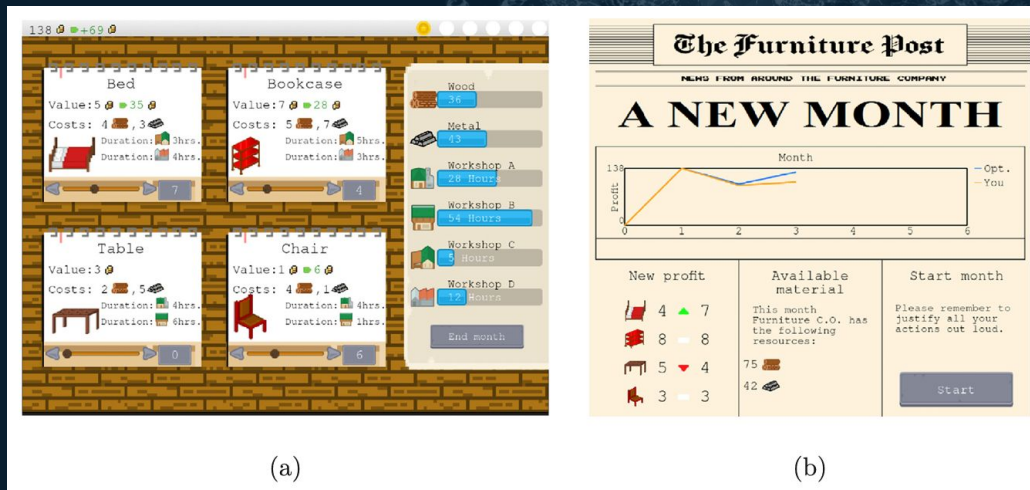 138 +69
Bed
Value:5 35
Costs: 4 ,3
Duration: 3hrs.
Duration: 4hrs.
7
Bookcase
Value:7 28
Costs: 5 ,7
Duration: 5hrs.
Duration: 3hrs.
4
Table
Value:3
Costs: 2 ,5
Duration: 4hrs.
Duration: 6hrs.
0
Chair
Value:1 6
Costs: 4 ,1
Duration: 4hrs.
Duration: 1hrs.
6
Wood
36
Metal
43
Workshop A
28 Hours
Workshop B
54 Hours
Workshop C
5 Hours
Workshop D
12 Hours
End month
(a)
The Furniture Post
NEWS FROM AROUND THE FURNITURE COMPANY
A NEW MONTH
Month
138
Profit
0
0 1 2 3 4 5 6
Opt.
You
New profit
4 7
8 8
5 4
3 3
Available
material
This month
Furniture C.O. has
the following
resources:
75
42
Start month
Please remember to
justify all your
actions out loud.
Start
(b)